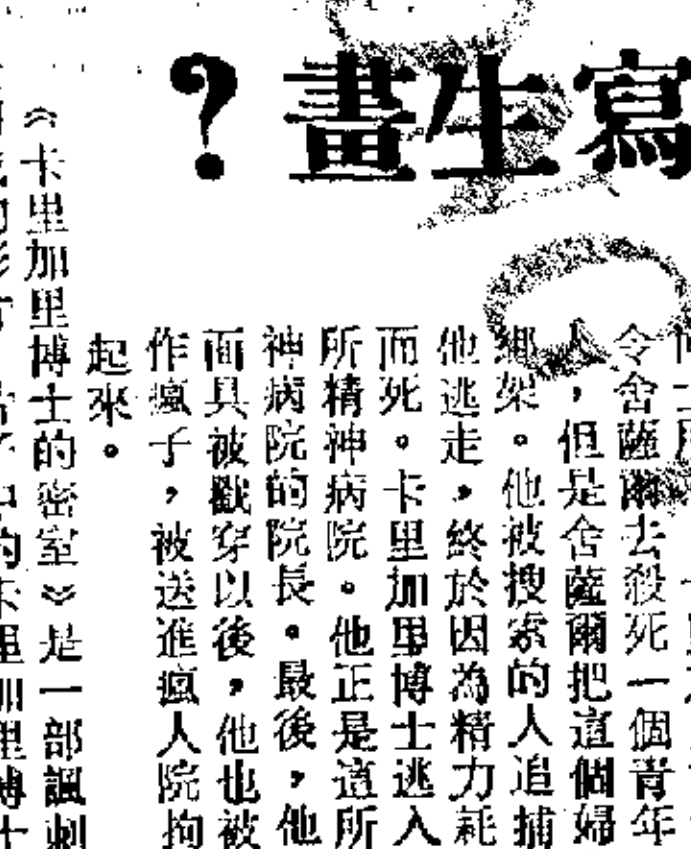 寫生畫?
令舍薩爾去殺死一個青年
人,但是舍薩爾把這個婦
綁架。他被搜索的人追捕
他逃走,終於因為精力耗
而死。卡里加里博士逃入
所精神病院。他正是這所
神病院的院長。最後,他
面具被戳穿以後,他也被
作瘋子,被送進瘋人院拘
起來。
《卡里加里博士的密室》是一部諷刺